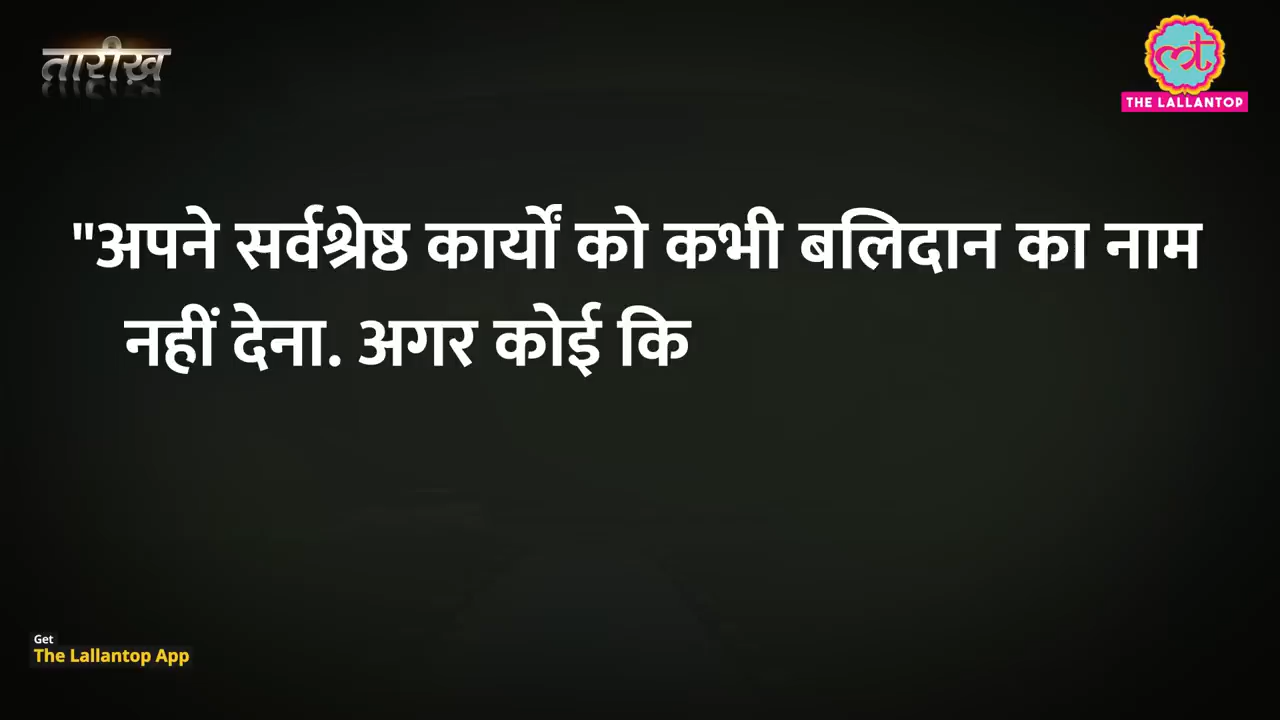 तारीख़
THE LALLANTOP
"अपने सर्वश्रेष्ठ कार्यों को कभी बलिदान का नाम
नहीं देना. अगर कोई कि
Get
The Lallantop App